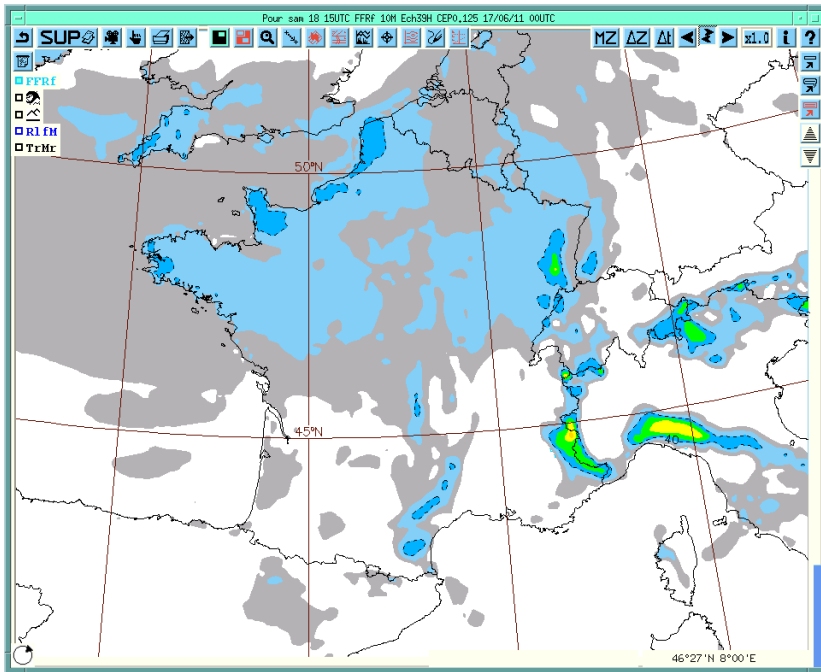 Pour sam 18 15UTC FFRf 10M Ech39H CEP0,125 17/06/11 00UTC
SUP MZ ΔZ Δt x1.0 i ?
FFRf
RlfM
TrMr
50°N
45°N
40
46°27'N 8°00'E